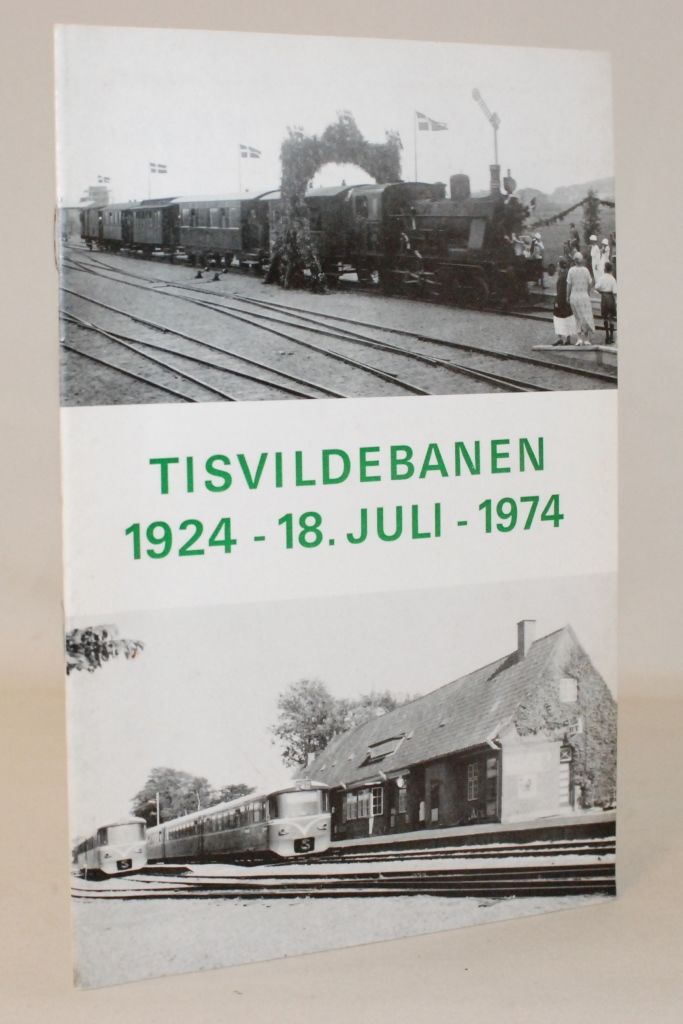 TISVILDEBANEN
1924 - 18. JULI - 1974